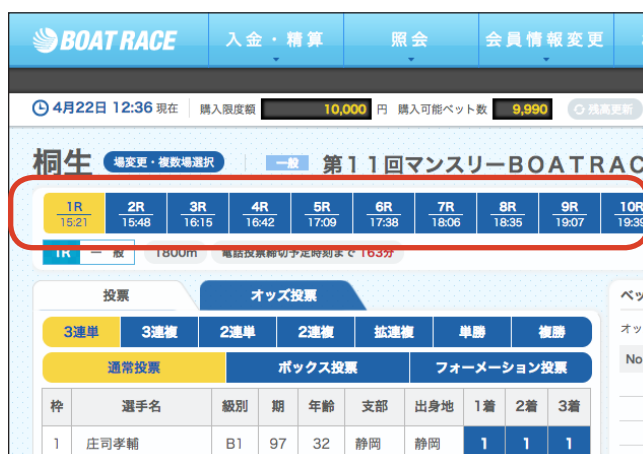 BOAT RACE 入金・精算 照会 会員情報変更
4月22日 12:36 現在 購入限度額 10,000 円 購入可能ベット数 9,990 残高更新
桐生 場変更・複数場選択 一般 第11回マンスリーBOATRAC
1R 2R 3R 4R 5R 6R 7R 8R 9R 10R
15:21 15:48 16:15 16:42 17:09 17:38 18:06 18:35 19:07 19:39
1R 一般 1800m 電話投票締切予定時刻まで 163分
投票 オッズ投票 ベッ
3連単 3連複 2連単 2連複 拡連複 単勝 複勝 オッ
通常投票 ボックス投票 フォーメーション投票 No
枠 選手名 級別 期 年齢 支部 出身地 1着 2着 3着
1 庄司孝輔 B1 97 32 静岡 静岡 1 1 1